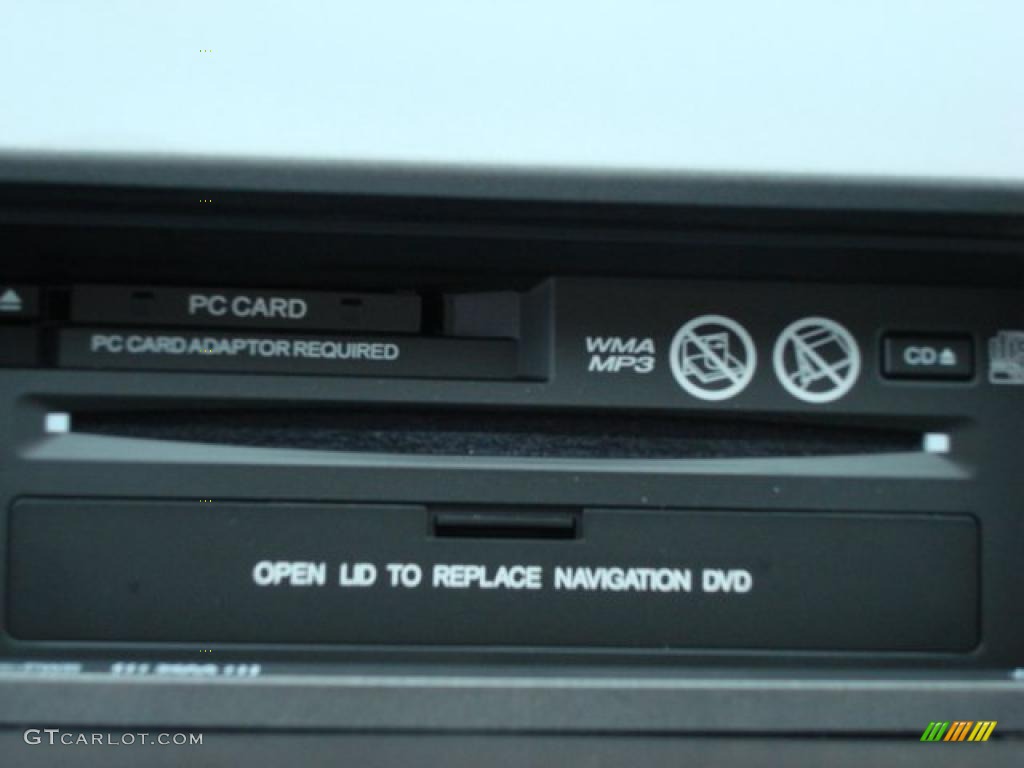 PC CARD
PC CARD ADAPTOR REQUIRED
WMA
MP3
CD
OPEN LID TO REPLACE NAVIGATION DVD
GTCARLOT.COM